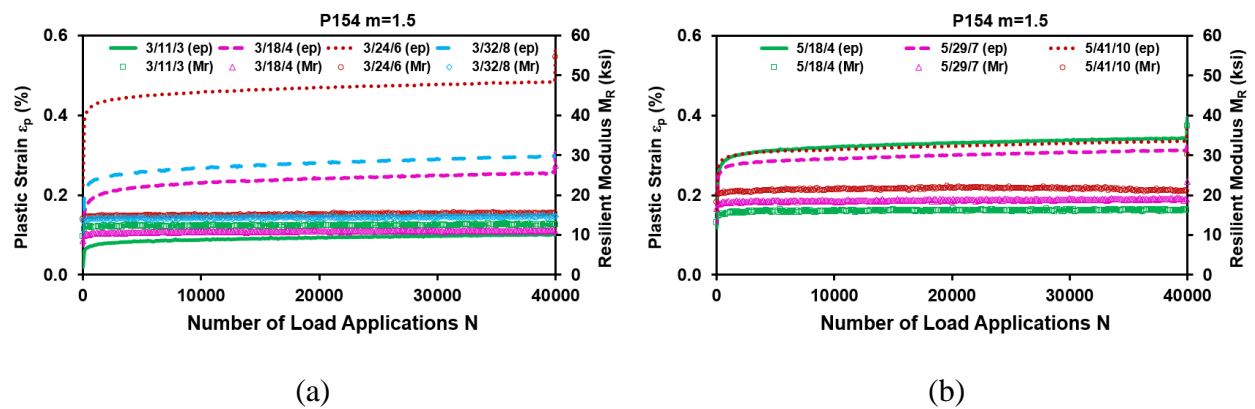 P154 m=1.5
3/11/3 (ep) 3/18/4 (ep) 3/24/6 (ep) 3/32/8 (ep)
3/11/3 (Mr) 3/18/4 (Mr) 3/24/6 (Mr) 3/32/8 (Mr)
Plastic Strain εp (%)
0.6
0.4
0.2
0.0
60
50
40
30
20
10
0
Resilient Modulus MR (ksi)
0 10000 20000 30000 40000
Number of Load Applications N
(a)
P154 m=1.5
5/18/4 (ep) 5/29/7 (ep) 5/41/10 (ep)
5/18/4 (Mr) 5/29/7 (Mr) 5/41/10 (Mr)
Plastic Strain εp (%)
0.6
0.4
0.2
0.0
60
50
40
30
20
10
0
Resilient Modulus MR (ksi)
0 10000 20000 30000 40000
Number of Load Applications N
(b)